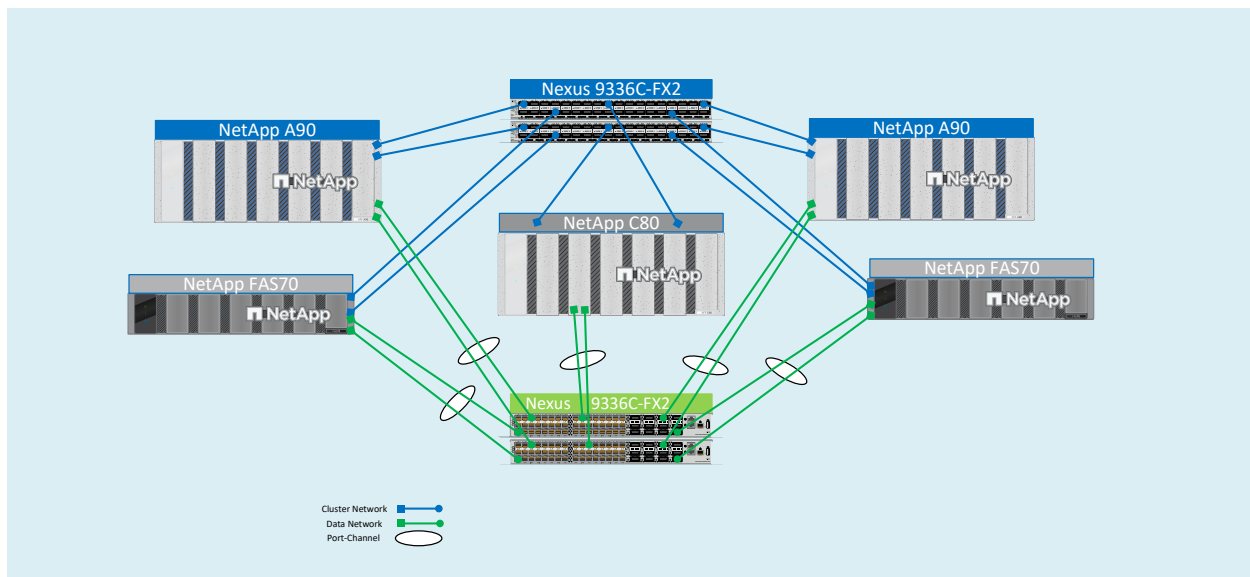 Nexus 9336C-FX2
NetApp A90
NetApp
NetApp A90
NetApp
NetApp C80
NetApp
NetApp FAS70
NetApp
NetApp FAS70
NetApp
Nexus 9336C-FX2
Cluster Network
Data Network
Port-Channel